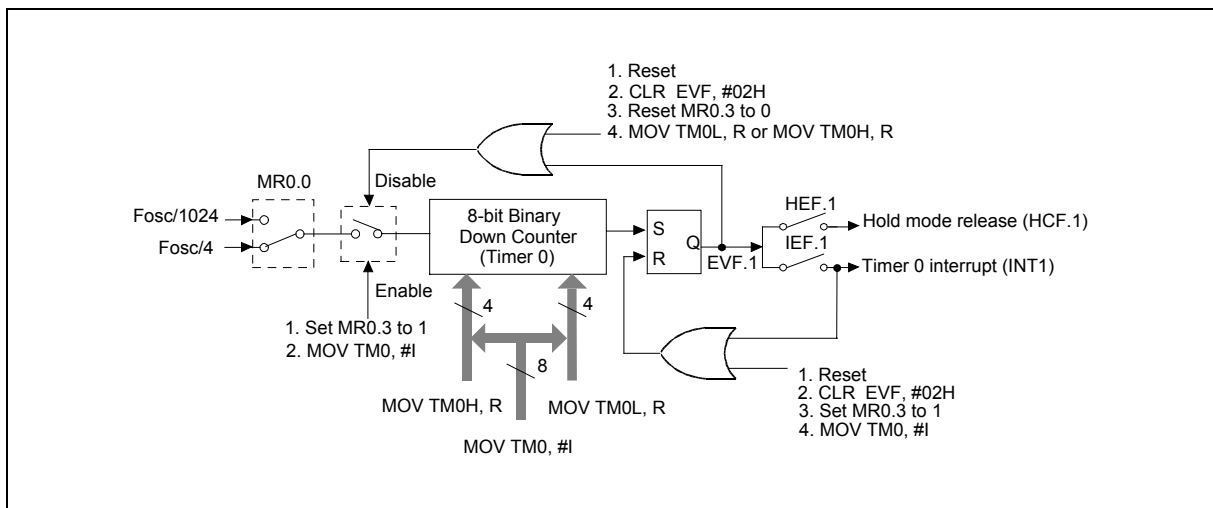 1. Reset
2. CLR EVF, #02H
3. Reset MR0.3 to 0
4. MOV TM0L, R or MOV TM0H, R
MR0.0
Disable
Fosc/1024
Fosc/4
8-bit Binary
Down Counter
(Timer 0)
S
Q
R
EVF.1
HEF.1
Hold mode release (HCF.1)
IEF.1
Timer 0 interrupt (INT1)
Enable
1. Set MR0.3 to 1
2. MOV TM0, #I
4
4
8
MOV TM0H, R
MOV TM0L, R
MOV TM0, #I
1. Reset
2. CLR EVF, #02H
3. Set MR0.3 to 1
4. MOV TM0, #I